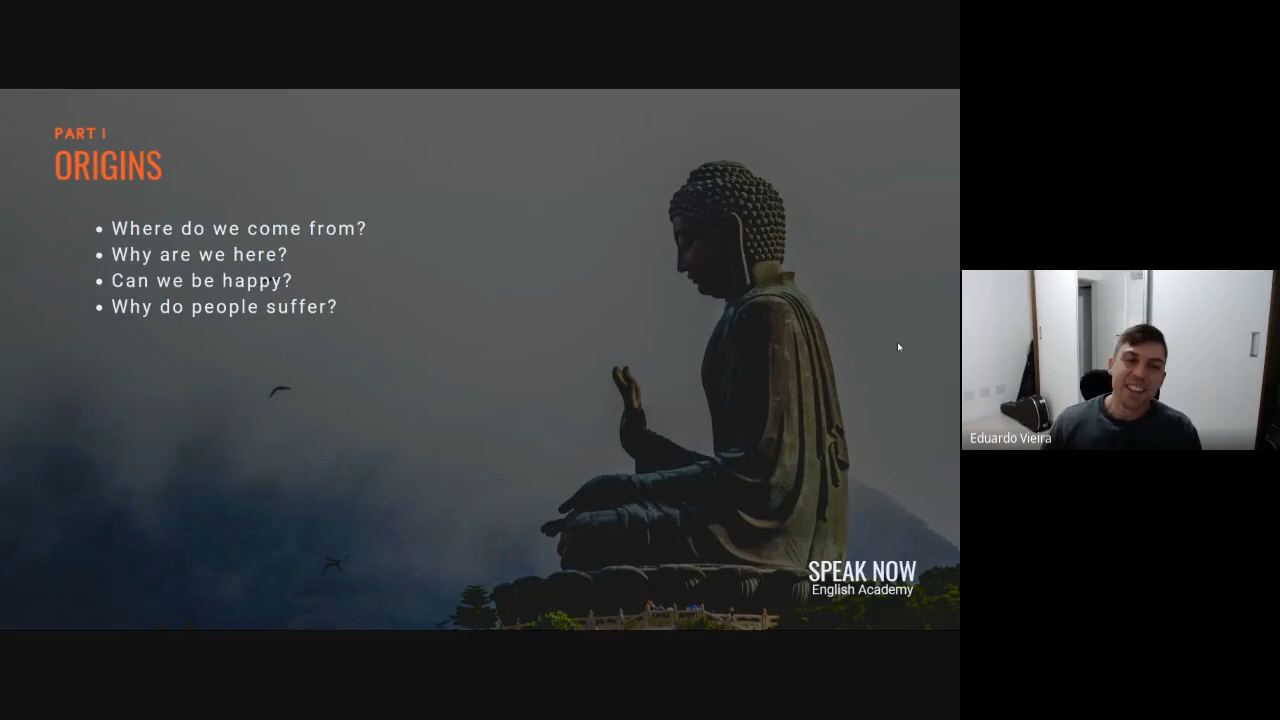 PART I
ORIGINS
Where do we come from?
Why are we here?
Can we be happy?
Why do people suffer?
SPEAK NOW
English Academy
Eduardo Vieira